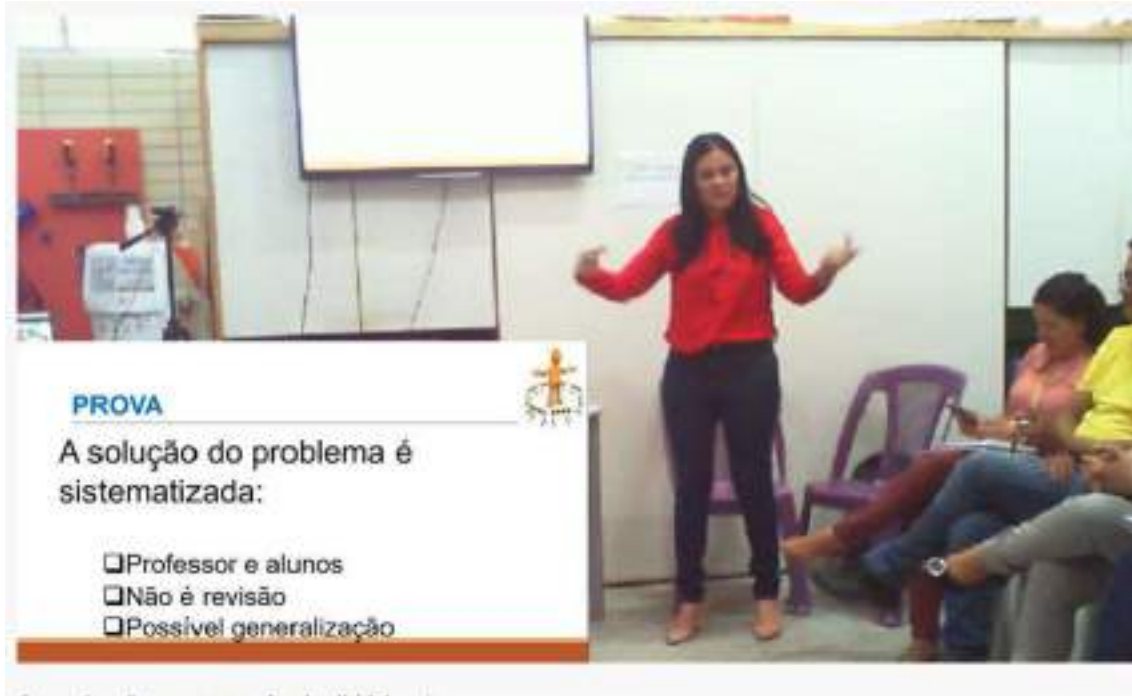 PROVA
A solução do problema é
sistematizada:
❑Professor e alunos
❑Não é revisão
❑Possível generalização